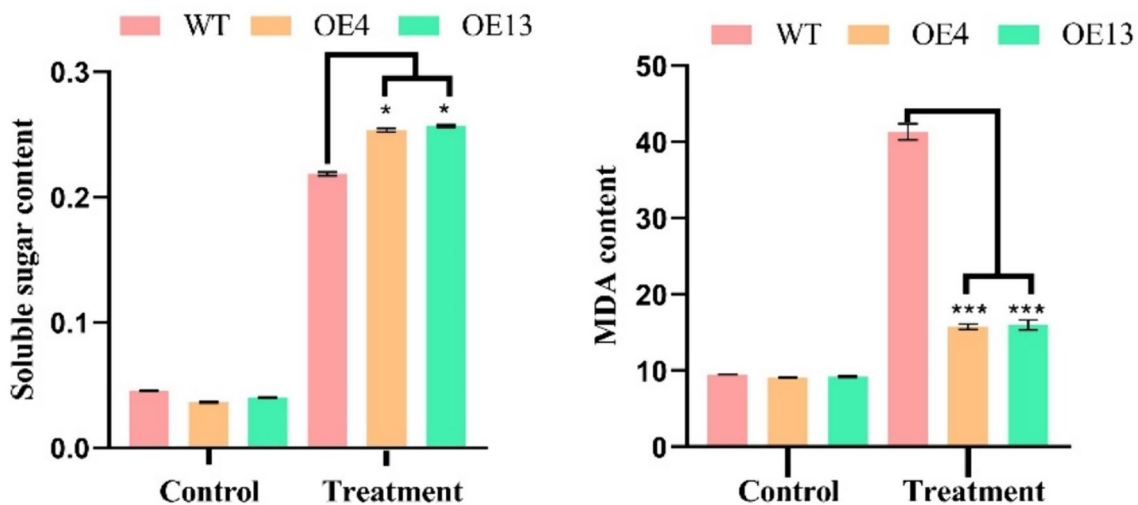 WT OE4 OE13
Soluble sugar content
0.3
0.2
0.1
0.0
* *
Control Treatment
WT OE4 OE13
MDA content
50
40
30
20
10
0
*** ***
Control Treatment